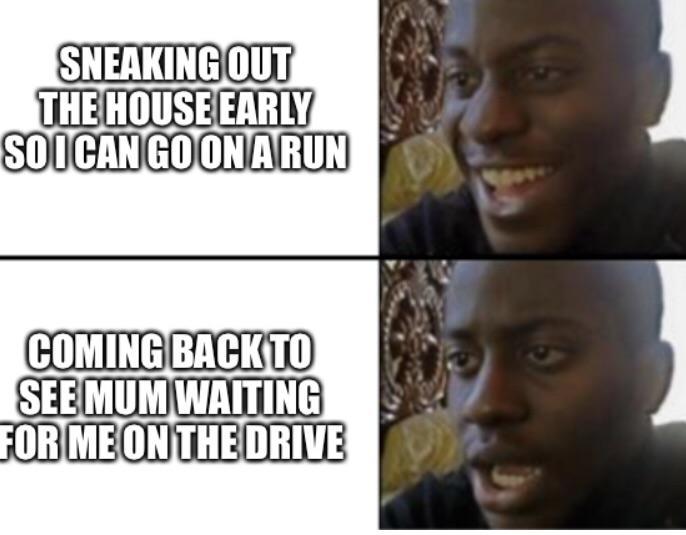 SNEAKING OUT
THE HOUSE EARLY
SO I CAN GO ON A RUN
COMING BACK TO
SEE MUM WAITING
FOR ME ON THE DRIVE